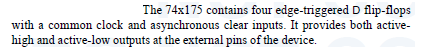 The 74x175 contains four edge-triggered D flip-flops
with a common clock and asynchronous clear inputs. It provides both active-
high and active-low outputs at the external pins of the device.